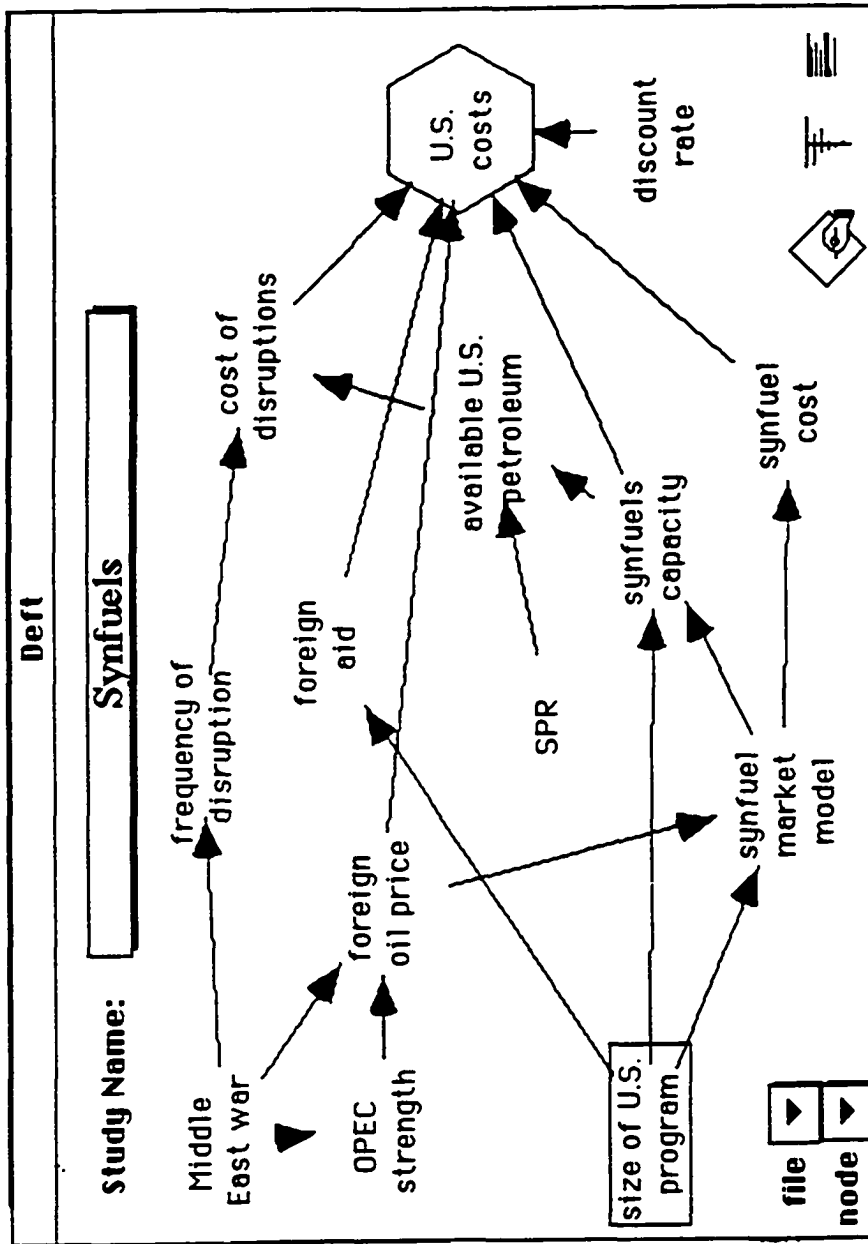 Deft
Study Name:
Synfuels
Middle
East war
frequency of
disruption
cost of
disruptions
U.S.
costs
OPEC
strength
foreign
oil price
foreign
aid
SPR
available U.S.
petroleum
discount
rate
size of U.S.
program
synfuels
capacity
synfuel
market
model
synfuel
cost
file
node